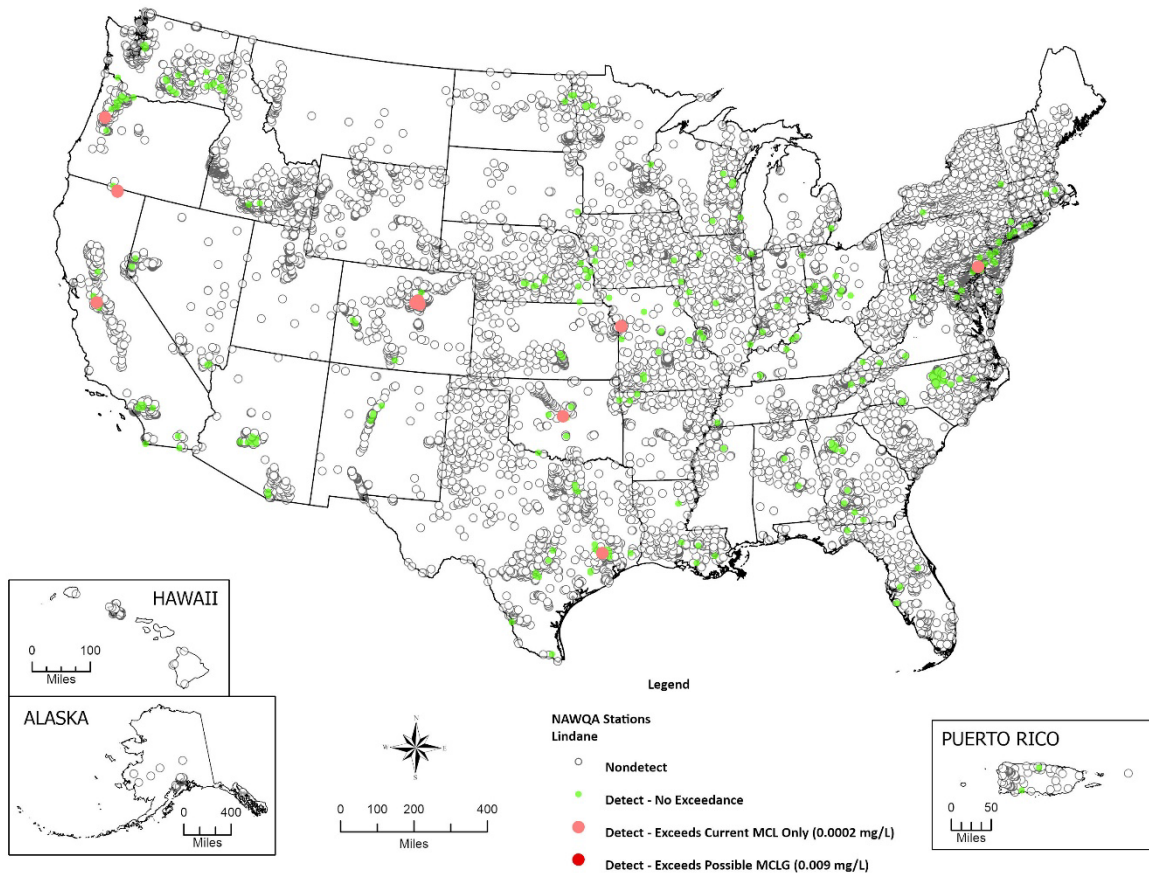 HAWAII
0 100
Miles
ALASKA
0 400
Miles
N
W E
S
0 200 400
Miles
Legend
NAWQA Stations
Lindane
Nondetect
Detect - No Exceedance
Detect - Exceeds Current MCL Only (0.0002 mg/L)
Detect - Exceeds Possible MCLG (0.009 mg/L)
PUERTO RICO
0 50
Miles